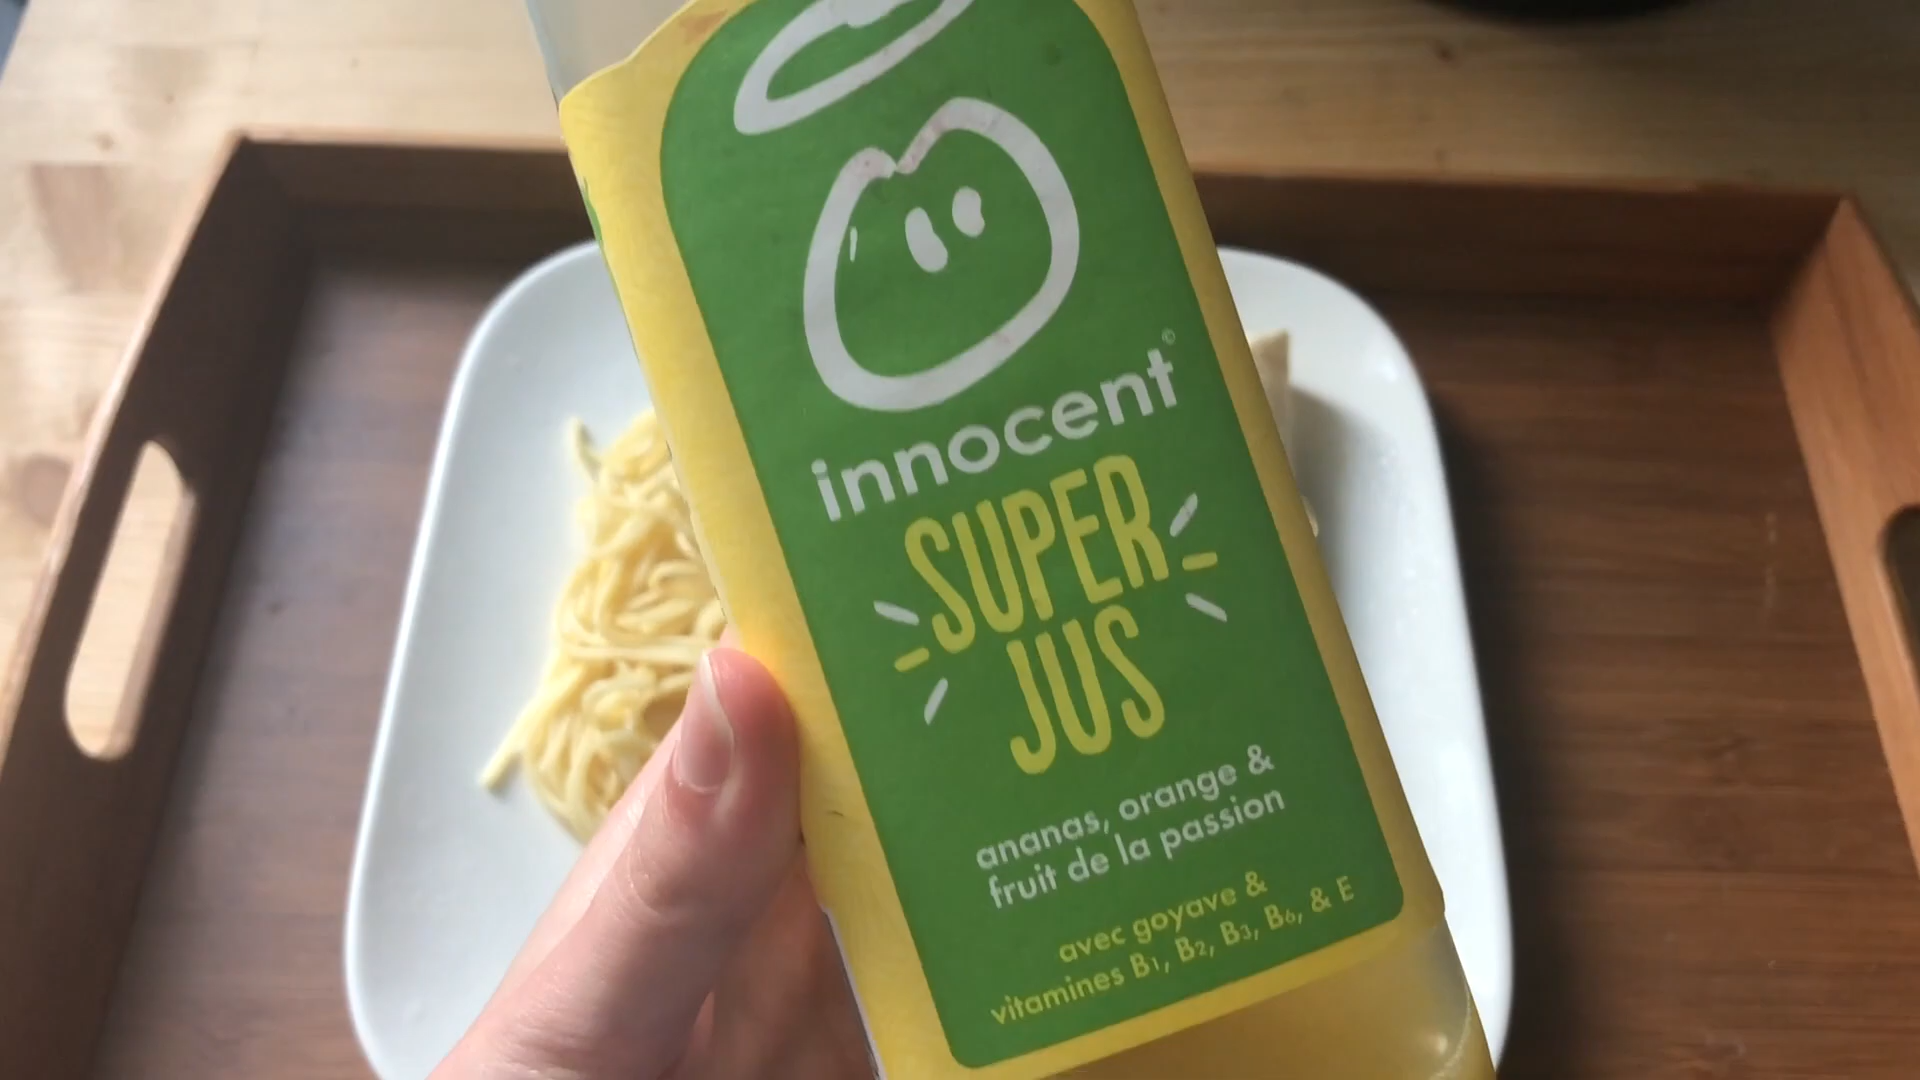 innocent©
SUPER
JUS
ananas, orange &
fruit de la passion
avec goyave &
vitamines B₁, B₂, B₃, B₆, & E